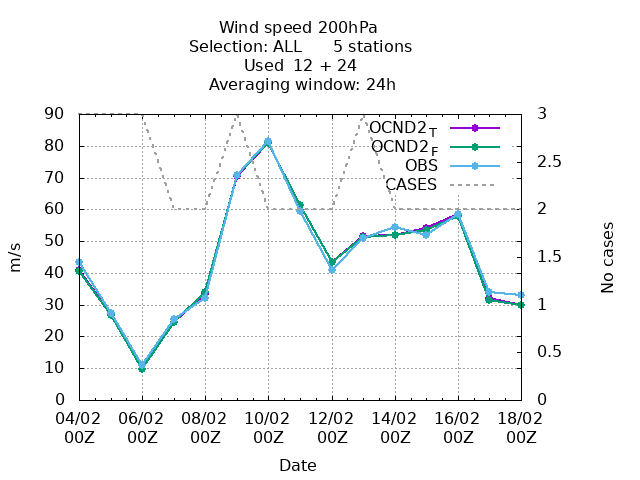 Wind speed 200hPa
Selection: ALL 5 stations
Used 12 + 24
Averaging window: 24h
90 3
OCND2T
80
OCND2F
2.5
70 OBS
CASES
60 2
50
1.5
m/s
No cases
40
30 1
20
0.5
10
0 0
04/02 06/02 08/02 10/02 12/02 14/02 16/02 18/02
00Z 00Z 00Z 00Z 00Z 00Z 00Z 00Z
Date